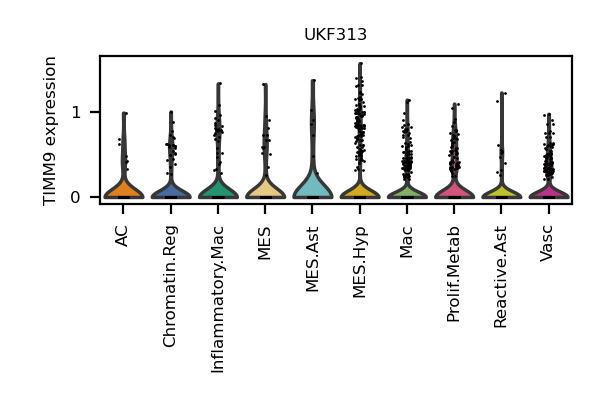 UKF313
TIMM9 expression
1
0
AC
Chromatin.Reg
Inflammatory.Mac
MES
MES.Ast
MES.Hyp
Mac
Prolif.Metab
Reactive.Ast
Vasc